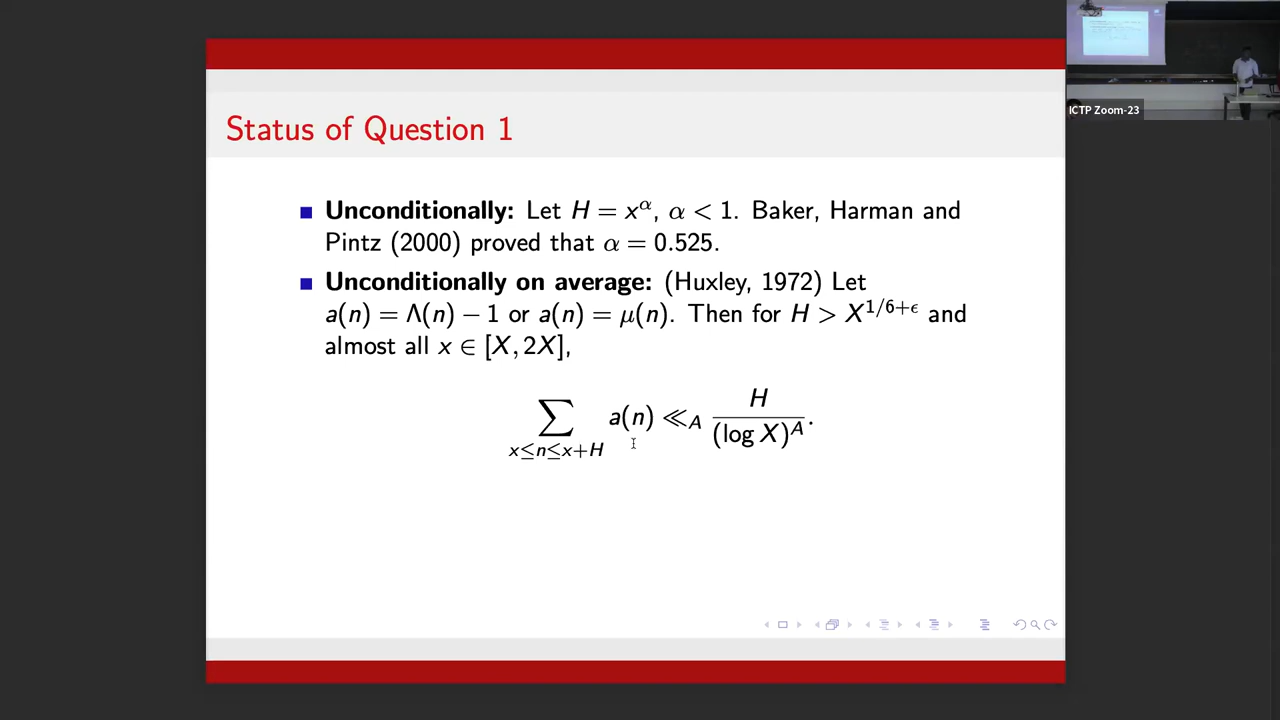 Status of Question 1
Unconditionally: Let H = x^α, α < 1. Baker, Harman and
Pintz (2000) proved that α = 0.525.
Unconditionally on average: (Huxley, 1972) Let
a(n) = Λ(n) − 1 or a(n) = μ(n). Then for H > X^{1/6+ϵ} and
almost all x ∈ [X, 2X],
∑_{x≤n≤x+H} a(n) ≪_A H/(log X)^A.
ICTP Zoom-23